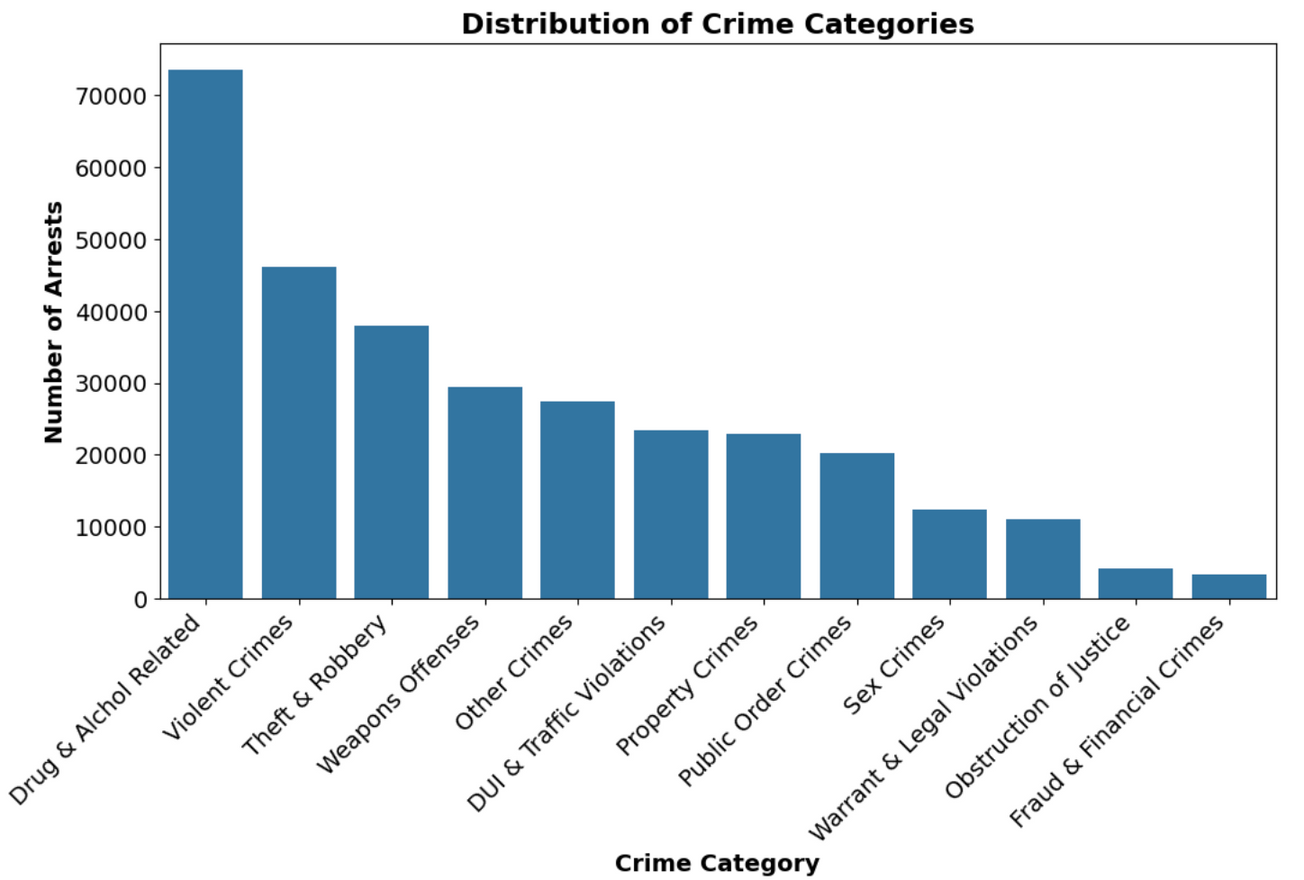 Distribution of Crime Categories
Number of Arrests
70000
60000
50000
40000
30000
20000
10000
0
Drug & Alchol Related
Violent Crimes
Theft & Robbery
Weapons Offenses
Other Crimes
DUI & Traffic Violations
Property Crimes
Public Order Crimes
Sex Crimes
Warrant & Legal Violations
Obstruction of Justice
Fraud & Financial Crimes
Crime Category